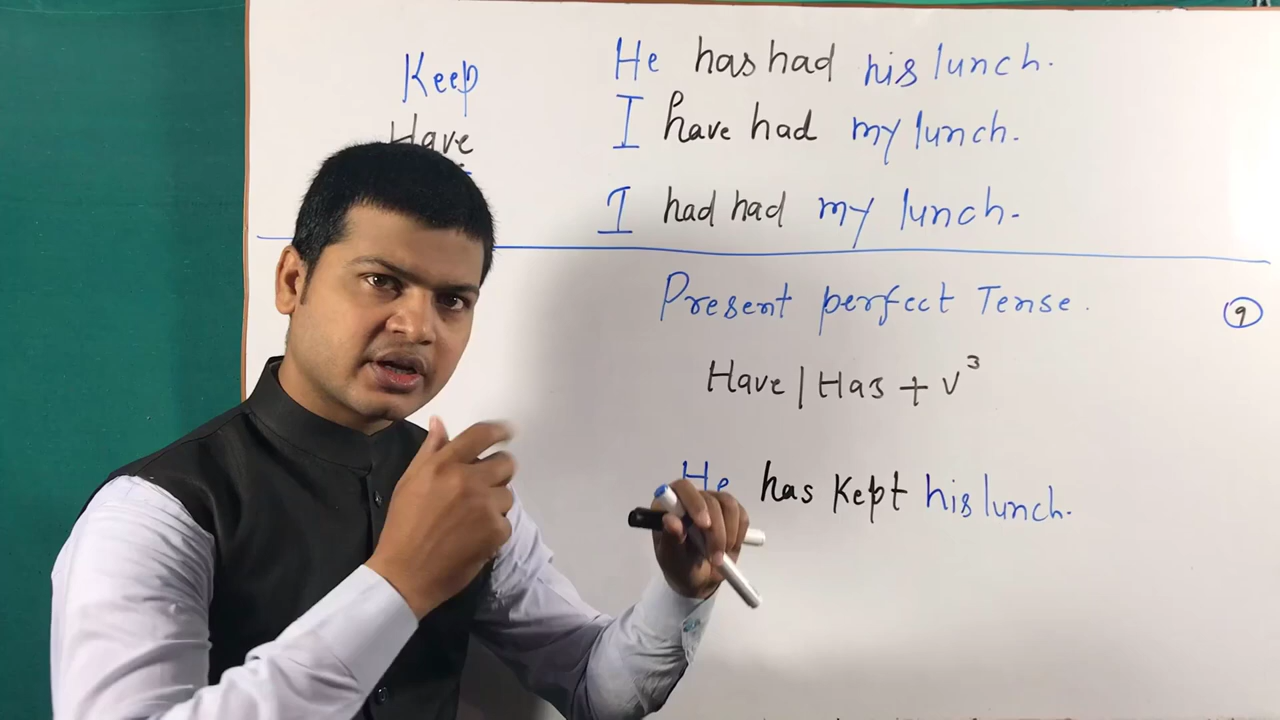 Keep
Have
He has had his lunch.
I have had my lunch.
I had had my lunch.
Present perfect Tense.
9
Have | Has + V³
He has kept his lunch.